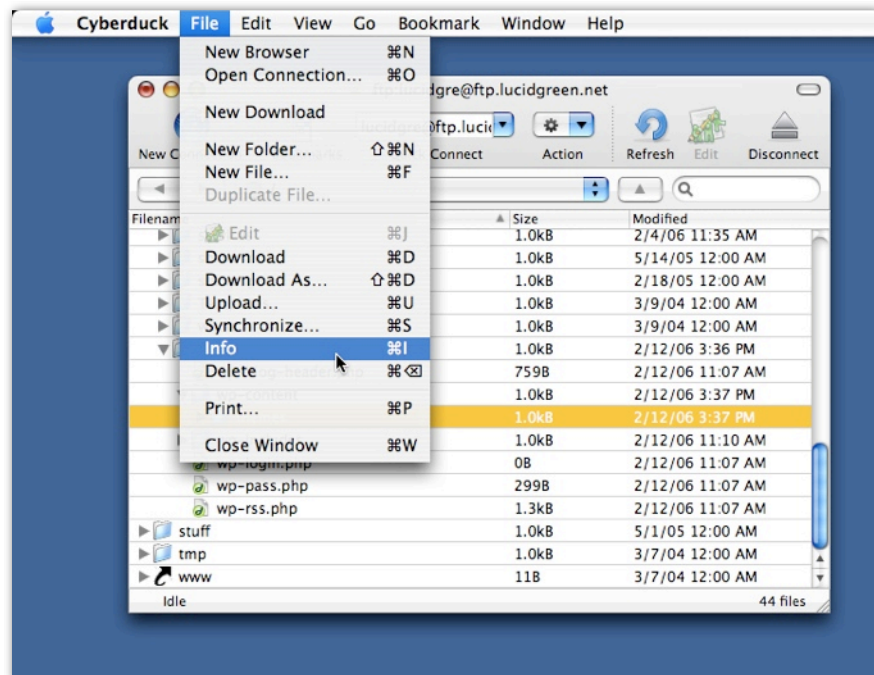 Cyberduck File Edit View Go Bookmark Window Help
New Browser ⌘N
Open Connection... ⌘O
New Download
New Folder... ⇧⌘N
New File... ⌘F
Duplicate File...
Edit ⌘J
Download ⌘D
Download As... ⇧⌘D
Upload... ⌘U
Synchronize... ⌘S
Info ⌘I
Delete ⌘⌫
Print... ⌘P
Close Window ⌘W
dgre@ftp.lucidgreen.net
ftp.luci
New Connect Action Refresh Edit Disconnect
Filename Size Modified
1.0kB 2/4/06 11:35 AM
1.0kB 5/14/05 12:00 AM
1.0kB 2/18/05 12:00 AM
1.0kB 3/9/04 12:00 AM
1.0kB 3/9/04 12:00 AM
1.0kB 2/12/06 3:36 PM
759B 2/12/06 11:07 AM
wp-content 1.0kB 2/12/06 3:37 PM
1.0kB 2/12/06 3:37 PM
1.0kB 2/12/06 11:10 AM
wp-login.php 0B 2/12/06 11:07 AM
wp-pass.php 299B 2/12/06 11:07 AM
wp-rss.php 1.3kB 2/12/06 11:07 AM
stuff 1.0kB 5/1/05 12:00 AM
tmp 1.0kB 3/7/04 12:00 AM
www 11B 3/7/04 12:00 AM
Idle 44 files